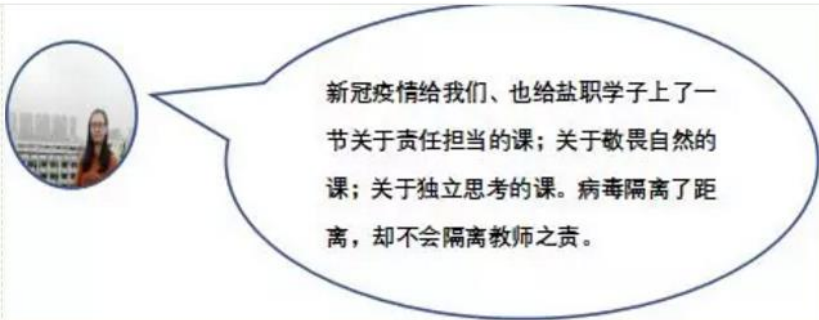 新冠疫情给我们、也给盐职学子上了一
节关于责任担当的课；关于敬畏自然的
课；关于独立思考的课。病毒隔离了距
离，却不会隔离教师之责。